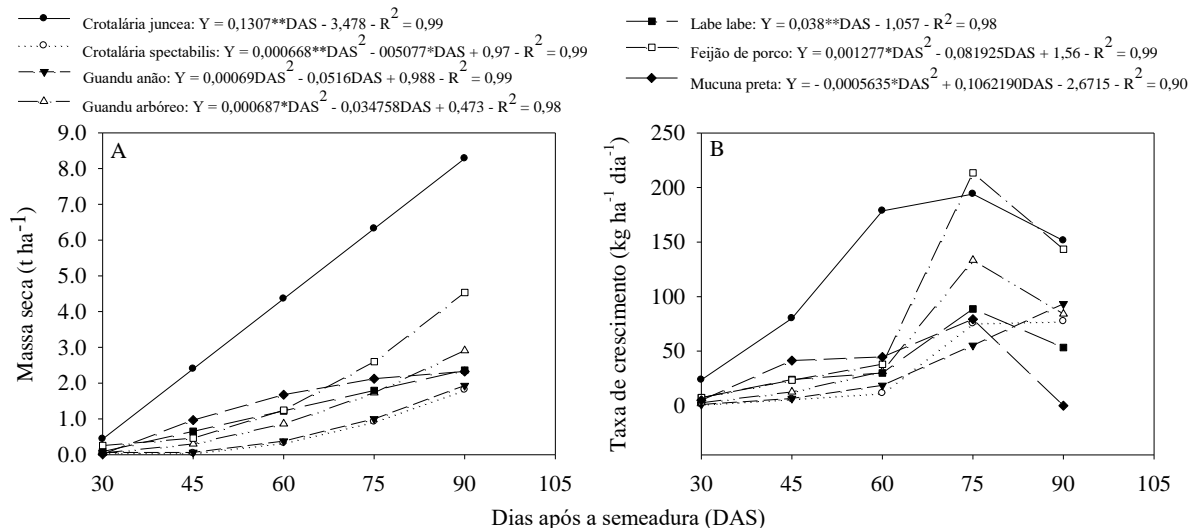 Crotalária juncea: Y = 0,1307**DAS - 3,478 - R² = 0,99
Crotalária spectabilis: Y = 0,000668**DAS² - 005077*DAS + 0,97 - R² = 0,99
Guandu anão: Y = 0,00069DAS² - 0,0516DAS + 0,988 - R² = 0,99
Guandu arbóreo: Y = 0,000687*DAS² - 0,034758DAS + 0,473 - R² = 0,98
Labe labe: Y = 0,038**DAS - 1,057 - R² = 0,98
Feijão de porco: Y = 0,001277*DAS² - 0,081925DAS + 1,56 - R² = 0,99
Mucuna preta: Y = - 0,0005635*DAS² + 0,1062190DAS - 2,6715 - R² = 0,90
A
Massa seca (t ha⁻¹)
9.0
8.0
7.0
6.0
5.0
4.0
3.0
2.0
1.0
0.0
30 45 60 75 90 105
B
Taxa de crescimento (kg ha⁻¹ dia⁻¹)
250
200
150
100
50
0
30 45 60 75 90 105
Dias após a semeadura (DAS)